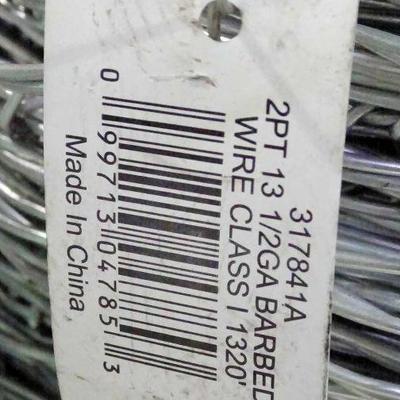 317841A
2PT 13 1/2GA BARBED
WIRE CLASS I 1320'
0 99713 04785 3
Made In China